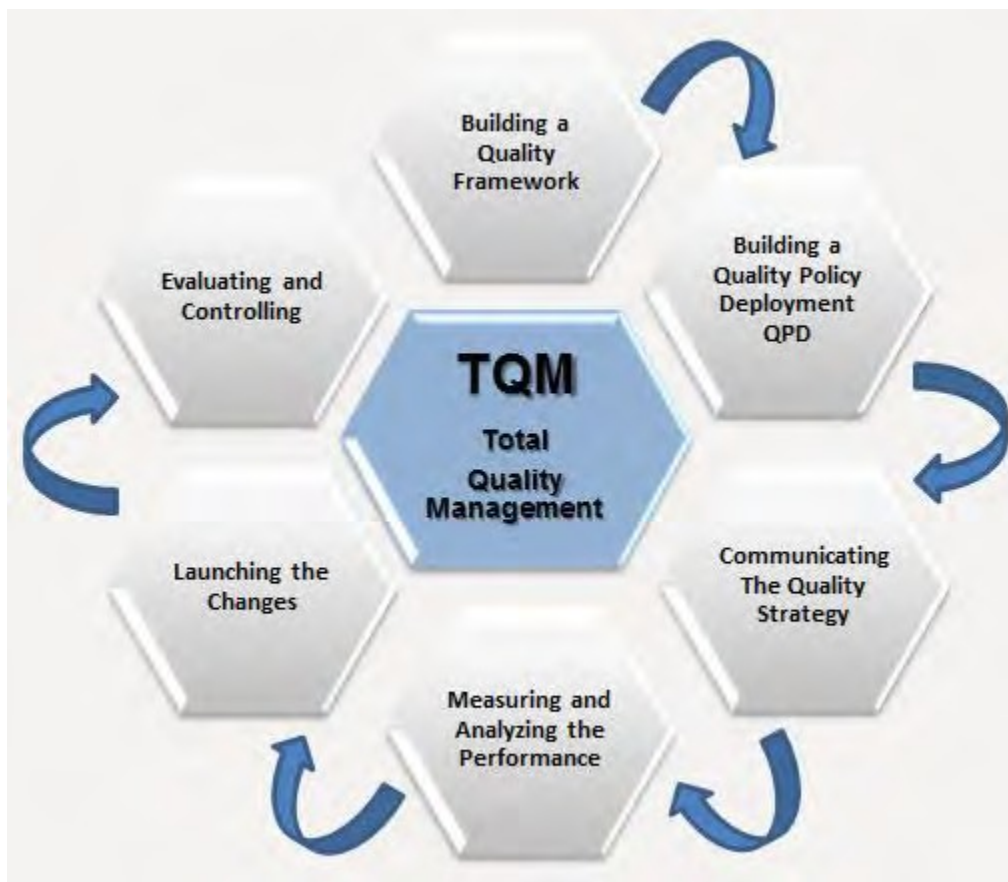 Building a
Quality
Framework
Building a
Quality Policy
Deployment
QPD
Evaluating and
Controlling
TQM
Total
Quality
Management
Communicating
The Quality
Strategy
Launching the
Changes
Measuring and
Analyzing the
Performance